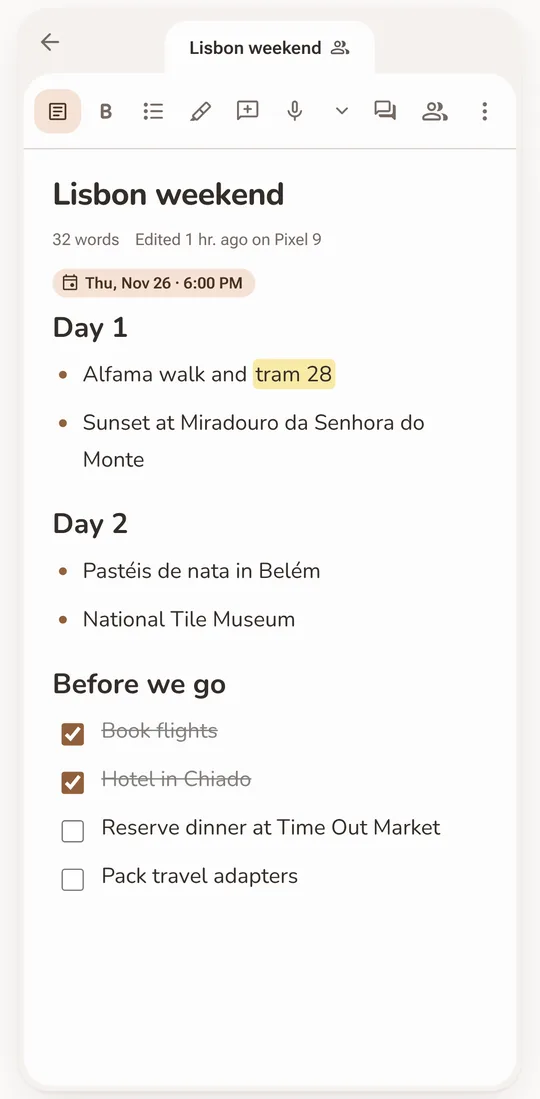 Lisbon weekend
B
Lisbon weekend
32 words Edited 1 hr. ago on Pixel 9
Thu, Nov 26 · 6:00 PM
Day 1
• Alfama walk and tram 28
• Sunset at Miradouro da Senhora do
Monte
Day 2
• Pastéis de nata in Belém
• National Tile Museum
Before we go
Book flights
Hotel in Chiado
Reserve dinner at Time Out Market
Pack travel adapters